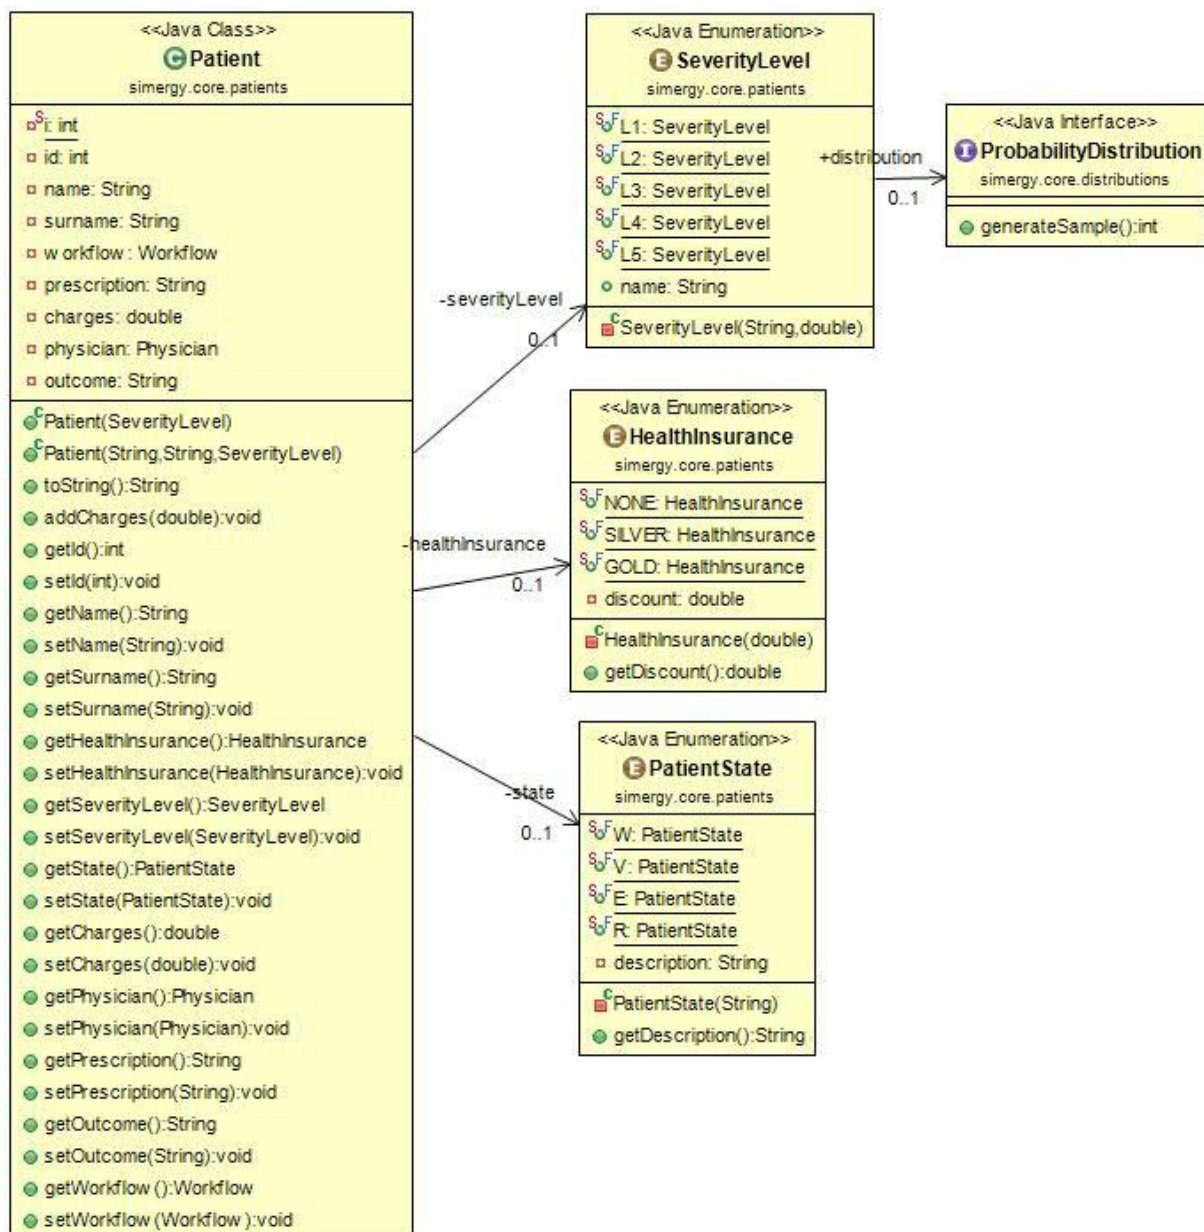 <<Java Class>>
Patient
simergy.core.patients
i: int
id: int
name: String
surname: String
workflow: Workflow
prescription: String
charges: double
physician: Physician
outcome: String
Patient(SeverityLevel)
Patient(String,String,SeverityLevel)
toString():String
addCharges(double):void
getId():int
setId(int):void
getName():String
setName(String):void
getSurname():String
setSurname(String):void
getHealthInsurance():HealthInsurance
setHealthInsurance(HealthInsurance):void
getSeverityLevel():SeverityLevel
setSeverityLevel(SeverityLevel):void
getState():PatientState
setState(PatientState):void
getCharges():double
setCharges(double):void
getPhysician():Physician
setPhysician(Physician):void
getPrescription():String
setPrescription(String):void
getOutcome():String
setOutcome(String):void
getWorkflow():Workflow
setWorkflow(Workflow):void
-severityLevel
0..1
-healthInsurance
0..1
-state
0..1
<<Java Enumeration>>
SeverityLevel
simergy.core.patients
L1: SeverityLevel
L2: SeverityLevel
L3: SeverityLevel
L4: SeverityLevel
L5: SeverityLevel
name: String
SeverityLevel(String,double)
+distribution
0..1
<<Java Interface>>
ProbabilityDistribution
simergy.core.distributions
generateSample():int
<<Java Enumeration>>
HealthInsurance
simergy.core.patients
NONE: HealthInsurance
SILVER: HealthInsurance
GOLD: HealthInsurance
discount: double
HealthInsurance(double)
getDiscount():double
<<Java Enumeration>>
PatientState
simergy.core.patients
W: PatientState
V: PatientState
E: PatientState
R: PatientState
description: String
PatientState(String)
getDescription():String